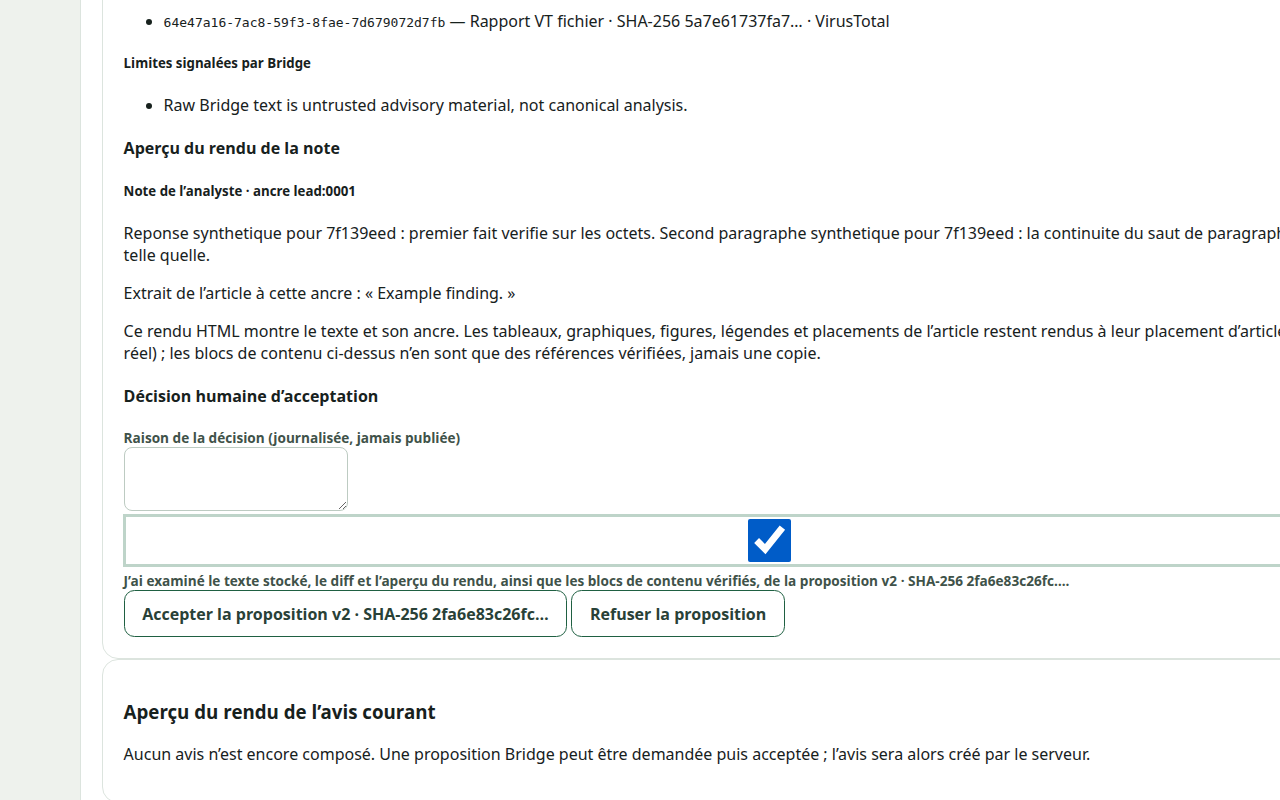 64e47a16-7ac8-59f3-8fae-7d679072d7fb — Rapport VT fichier · SHA-256 5a7e61737fa7… · VirusTotal
Limites signalées par Bridge
Raw Bridge text is untrusted advisory material, not canonical analysis.
Aperçu du rendu de la note
Note de l’analyste · ancre lead:0001
Reponse synthetique pour 7f139eed : premier fait verifie sur les octets. Second paragraphe synthetique pour 7f139eed : la continuite du saut de paragraph
telle quelle.
Extrait de l’article à cette ancre : « Example finding. »
Ce rendu HTML montre le texte et son ancre. Les tableaux, graphiques, figures, légendes et placements de l’article restent rendus à leur placement d’article
réel) ; les blocs de contenu ci-dessus n’en sont que des références vérifiées, jamais une copie.
Décision humaine d’acceptation
Raison de la décision (journalisée, jamais publiée)
J’ai examiné le texte stocké, le diff et l’aperçu du rendu, ainsi que les blocs de contenu vérifiés, de la proposition v2 · SHA-256 2fa6e83c26fc….
Accepter la proposition v2 · SHA-256 2fa6e83c26fc… Refuser la proposition
Aperçu du rendu de l’avis courant
Aucun avis n’est encore composé. Une proposition Bridge peut être demandée puis acceptée ; l’avis sera alors créé par le serveur.